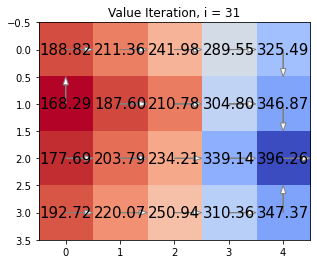 Value Iteration, i = 31
−0.5
0.0 188.82 211.36 241.98 289.55 325.49
0.5
1.0 168.29 187.60 210.78 304.80 346.87
1.5
2.0 177.69 203.79 234.21 339.14 396.26
2.5
3.0 192.72 220.07 250.94 310.36 347.37
3.5
0 1 2 3 4